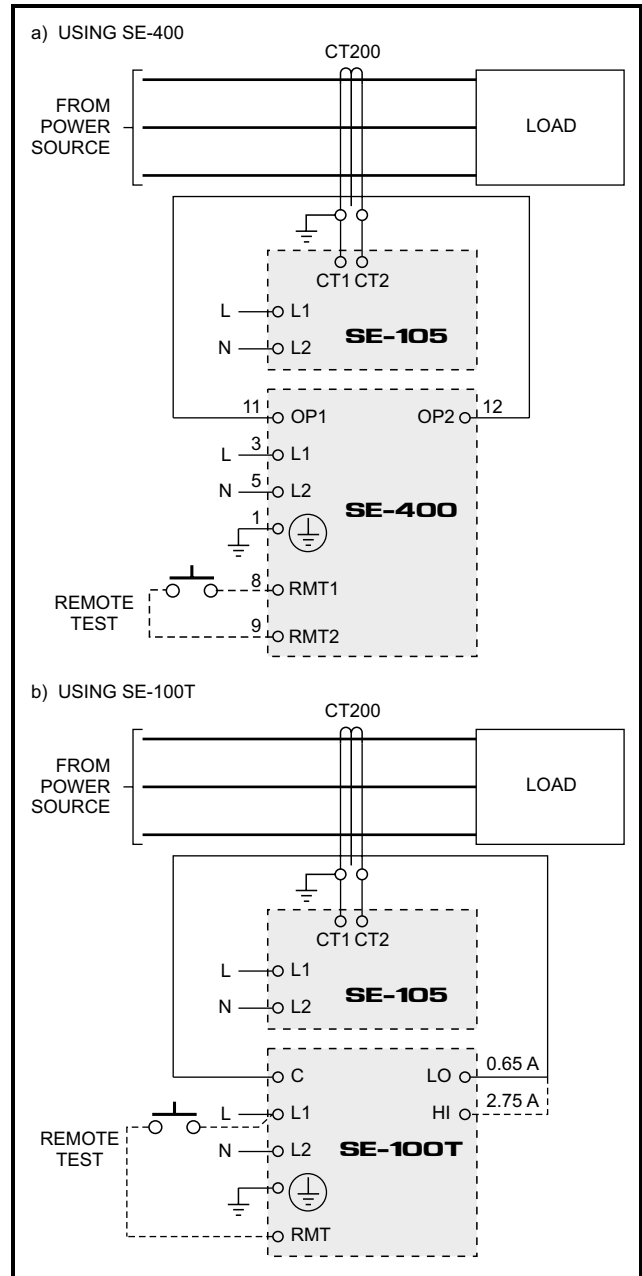 a) USING SE-400
CT200
FROM
POWER
SOURCE
LOAD
CT1 CT2
L L1
SE-105
N L2
11 OP1 OP2 12
L 3 L1
N 5 L2
SE-400
1
8 RMT1
REMOTE
TEST
9 RMT2
b) USING SE-100T
CT200
FROM
POWER
SOURCE
LOAD
CT1 CT2
L L1
SE-105
N L2
C LO 0.65 A
L L1 HI 2.75 A
REMOTE
TEST
N L2 SE-100T
RMT